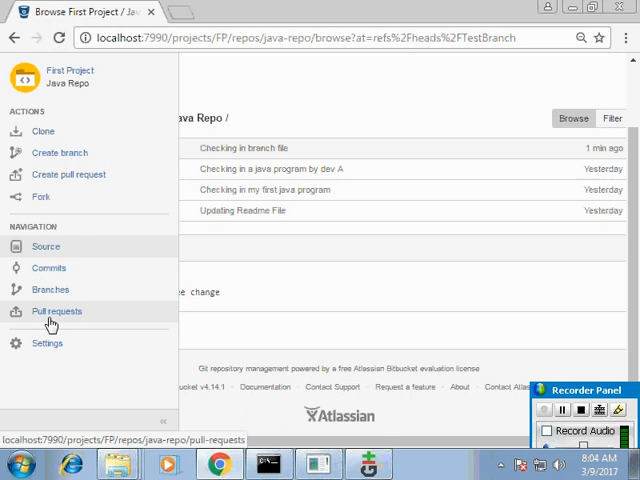 Browse First Project / Jav
localhost:7990/projects/FP/repos/java-repo/browse?at=refs%2Fheads%2FTestBranch
First Project
Java Repo
ACTIONS
Clone
Create branch
Create pull request
Fork
NAVIGATION
Source
Commits
Branches
Pull requests
Settings
ava Repo /
Browse Filter
Checking in branch file 1 min ago
Checking in a java program by dev A Yesterday
Checking in my first java program Yesterday
Updating Readme File Yesterday
ee change
Git repository management powered by a free Atlassian Bitbucket evaluation license
ucket v4.14.1 · Documentation · Contact Support · Request a feature · About · Contact Atlas
Atlassian
Recorder Panel
Record Audio
localhost:7990/projects/FP/repos/java-repo/pull-requests
8:04 AM
3/9/2017